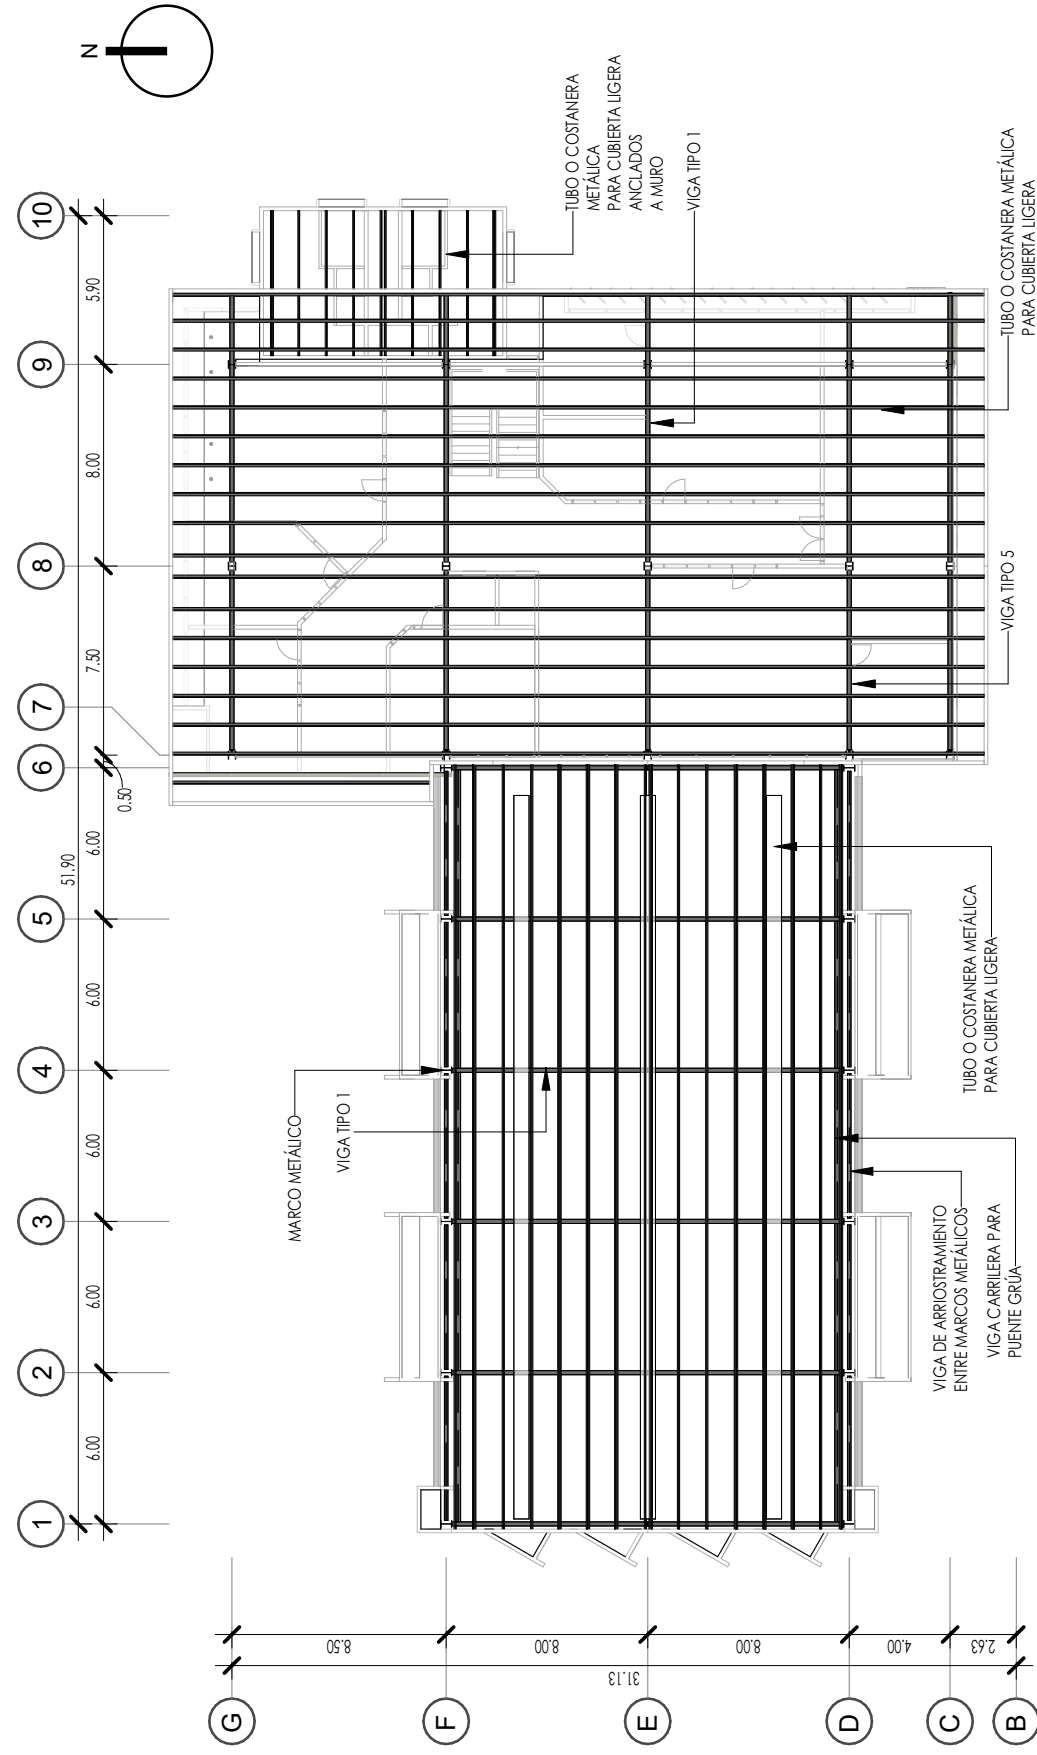 N
1
2
3
4
5
6
7
8
9
10
6.00
6.00
6.00
6.00
6.00
0.50
7.50
8.00
5.90
51.90
MARCO METÁLICO
VIGA TIPO 1
TUBO O COSTANERA
METÁLICA
PARA CUBIERTA LIGERA
ANCLADOS
A MURO
VIGA TIPO 1
TUBO O COSTANERA METÁLICA
PARA CUBIERTA LIGERA
VIGA TIPO 5
TUBO O COSTANERA METÁLICA
PARA CUBIERTA LIGERA
VIGA DE ARRIOSTRAMIENTO
ENTRE MARCOS METÁLICOS
VIGA CARRILERA PARA
PUENTE GRÚA
G
F
E
D
C
B
8.50
8.00
8.00
4.00
2.63
31.13